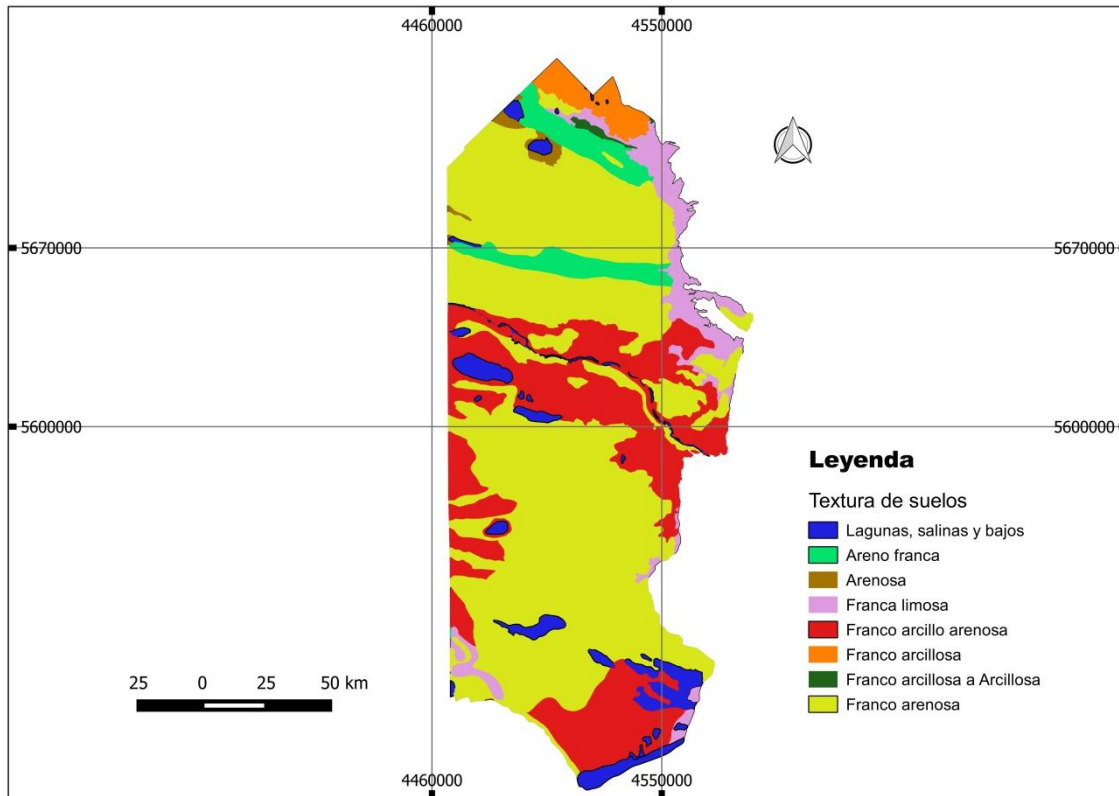 4460000 4550000
5670000 5670000
5600000 5600000
Leyenda
Textura de suelos
Lagunas, salinas y bajos
Areno franca
Arenosa
Franca limosa
Franco arcillo arenosa
Franco arcillosa
Franco arcillosa a Arcillosa
Franco arenosa
25 0 25 50 km
4460000 4550000